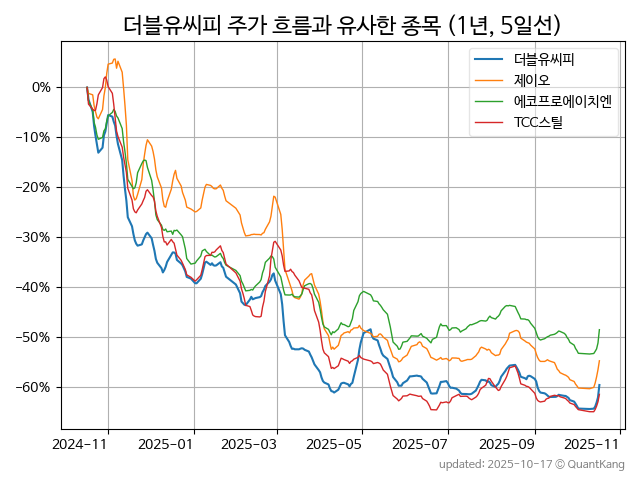 더블유씨피 주가 흐름과 유사한 종목 (1년, 5일선)
더블유씨피
제이오
에코프로에이치엔
TCC스틸
0%
−10%
−20%
−30%
−40%
−50%
−60%
2024-11
2025-01
2025-03
2025-05
2025-07
2025-09
2025-11
updated: 2025-10-17 © QuantKang